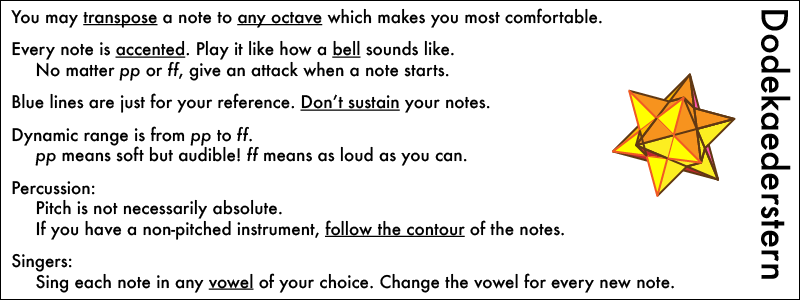 You may transpose a note to any octave which makes you most comfortable.
Every note is accented. Play it like how a bell sounds like.
No matter pp or ff, give an attack when a note starts.
Blue lines are just for your reference. Don't sustain your notes.
Dynamic range is from pp to ff.
pp means soft but audible! ff means as loud as you can.
Percussion:
Pitch is not necessarily absolute.
If you have a non-pitched instrument, follow the contour of the notes.
Singers:
Sing each note in any vowel of your choice. Change the vowel for every new note.
Dodekaederstern